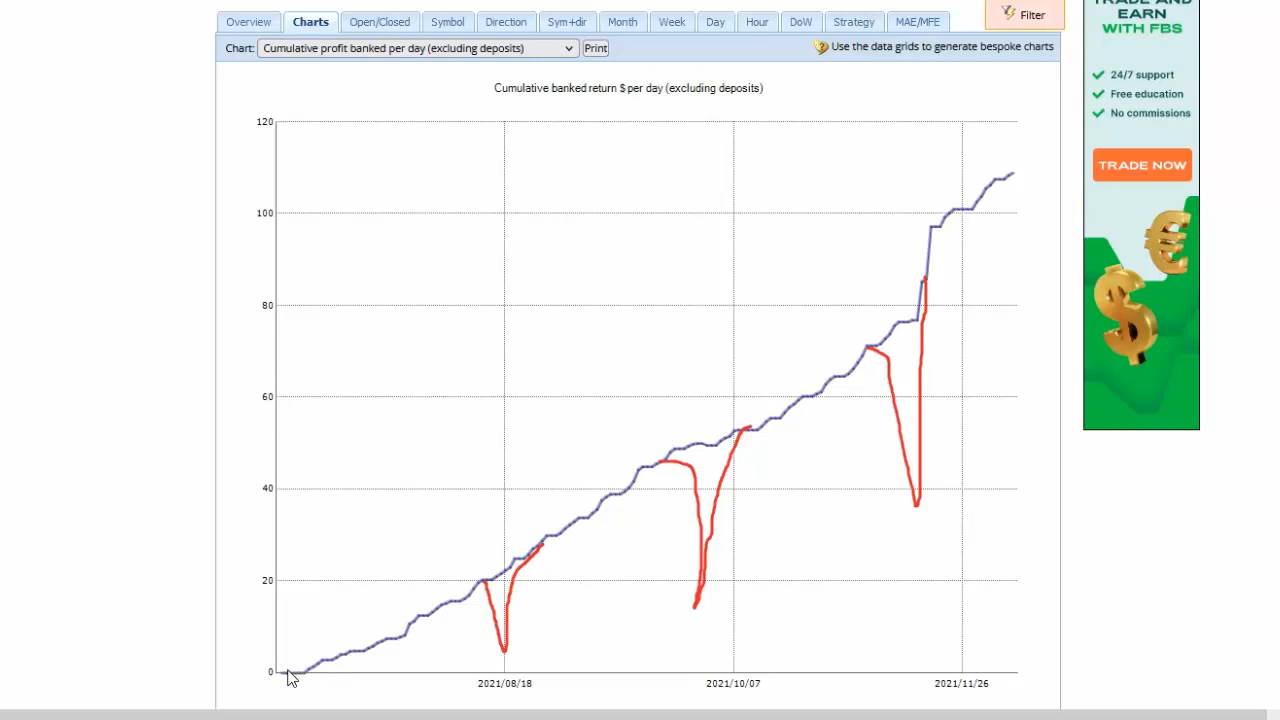 Overview Charts Open/Closed Symbol Direction Sym+dir Month Week Day Hour DoW Strategy MAE/MFE Filter
Chart: Cumulative profit banked per day (excluding deposits) Print Use the data grids to generate bespoke charts
Cumulative banked return $ per day (excluding deposits)
120
100
80
60
40
20
0
2021/08/18 2021/10/07 2021/11/26
EARN
WITH FBS
24/7 support
Free education
No commissions
TRADE NOW